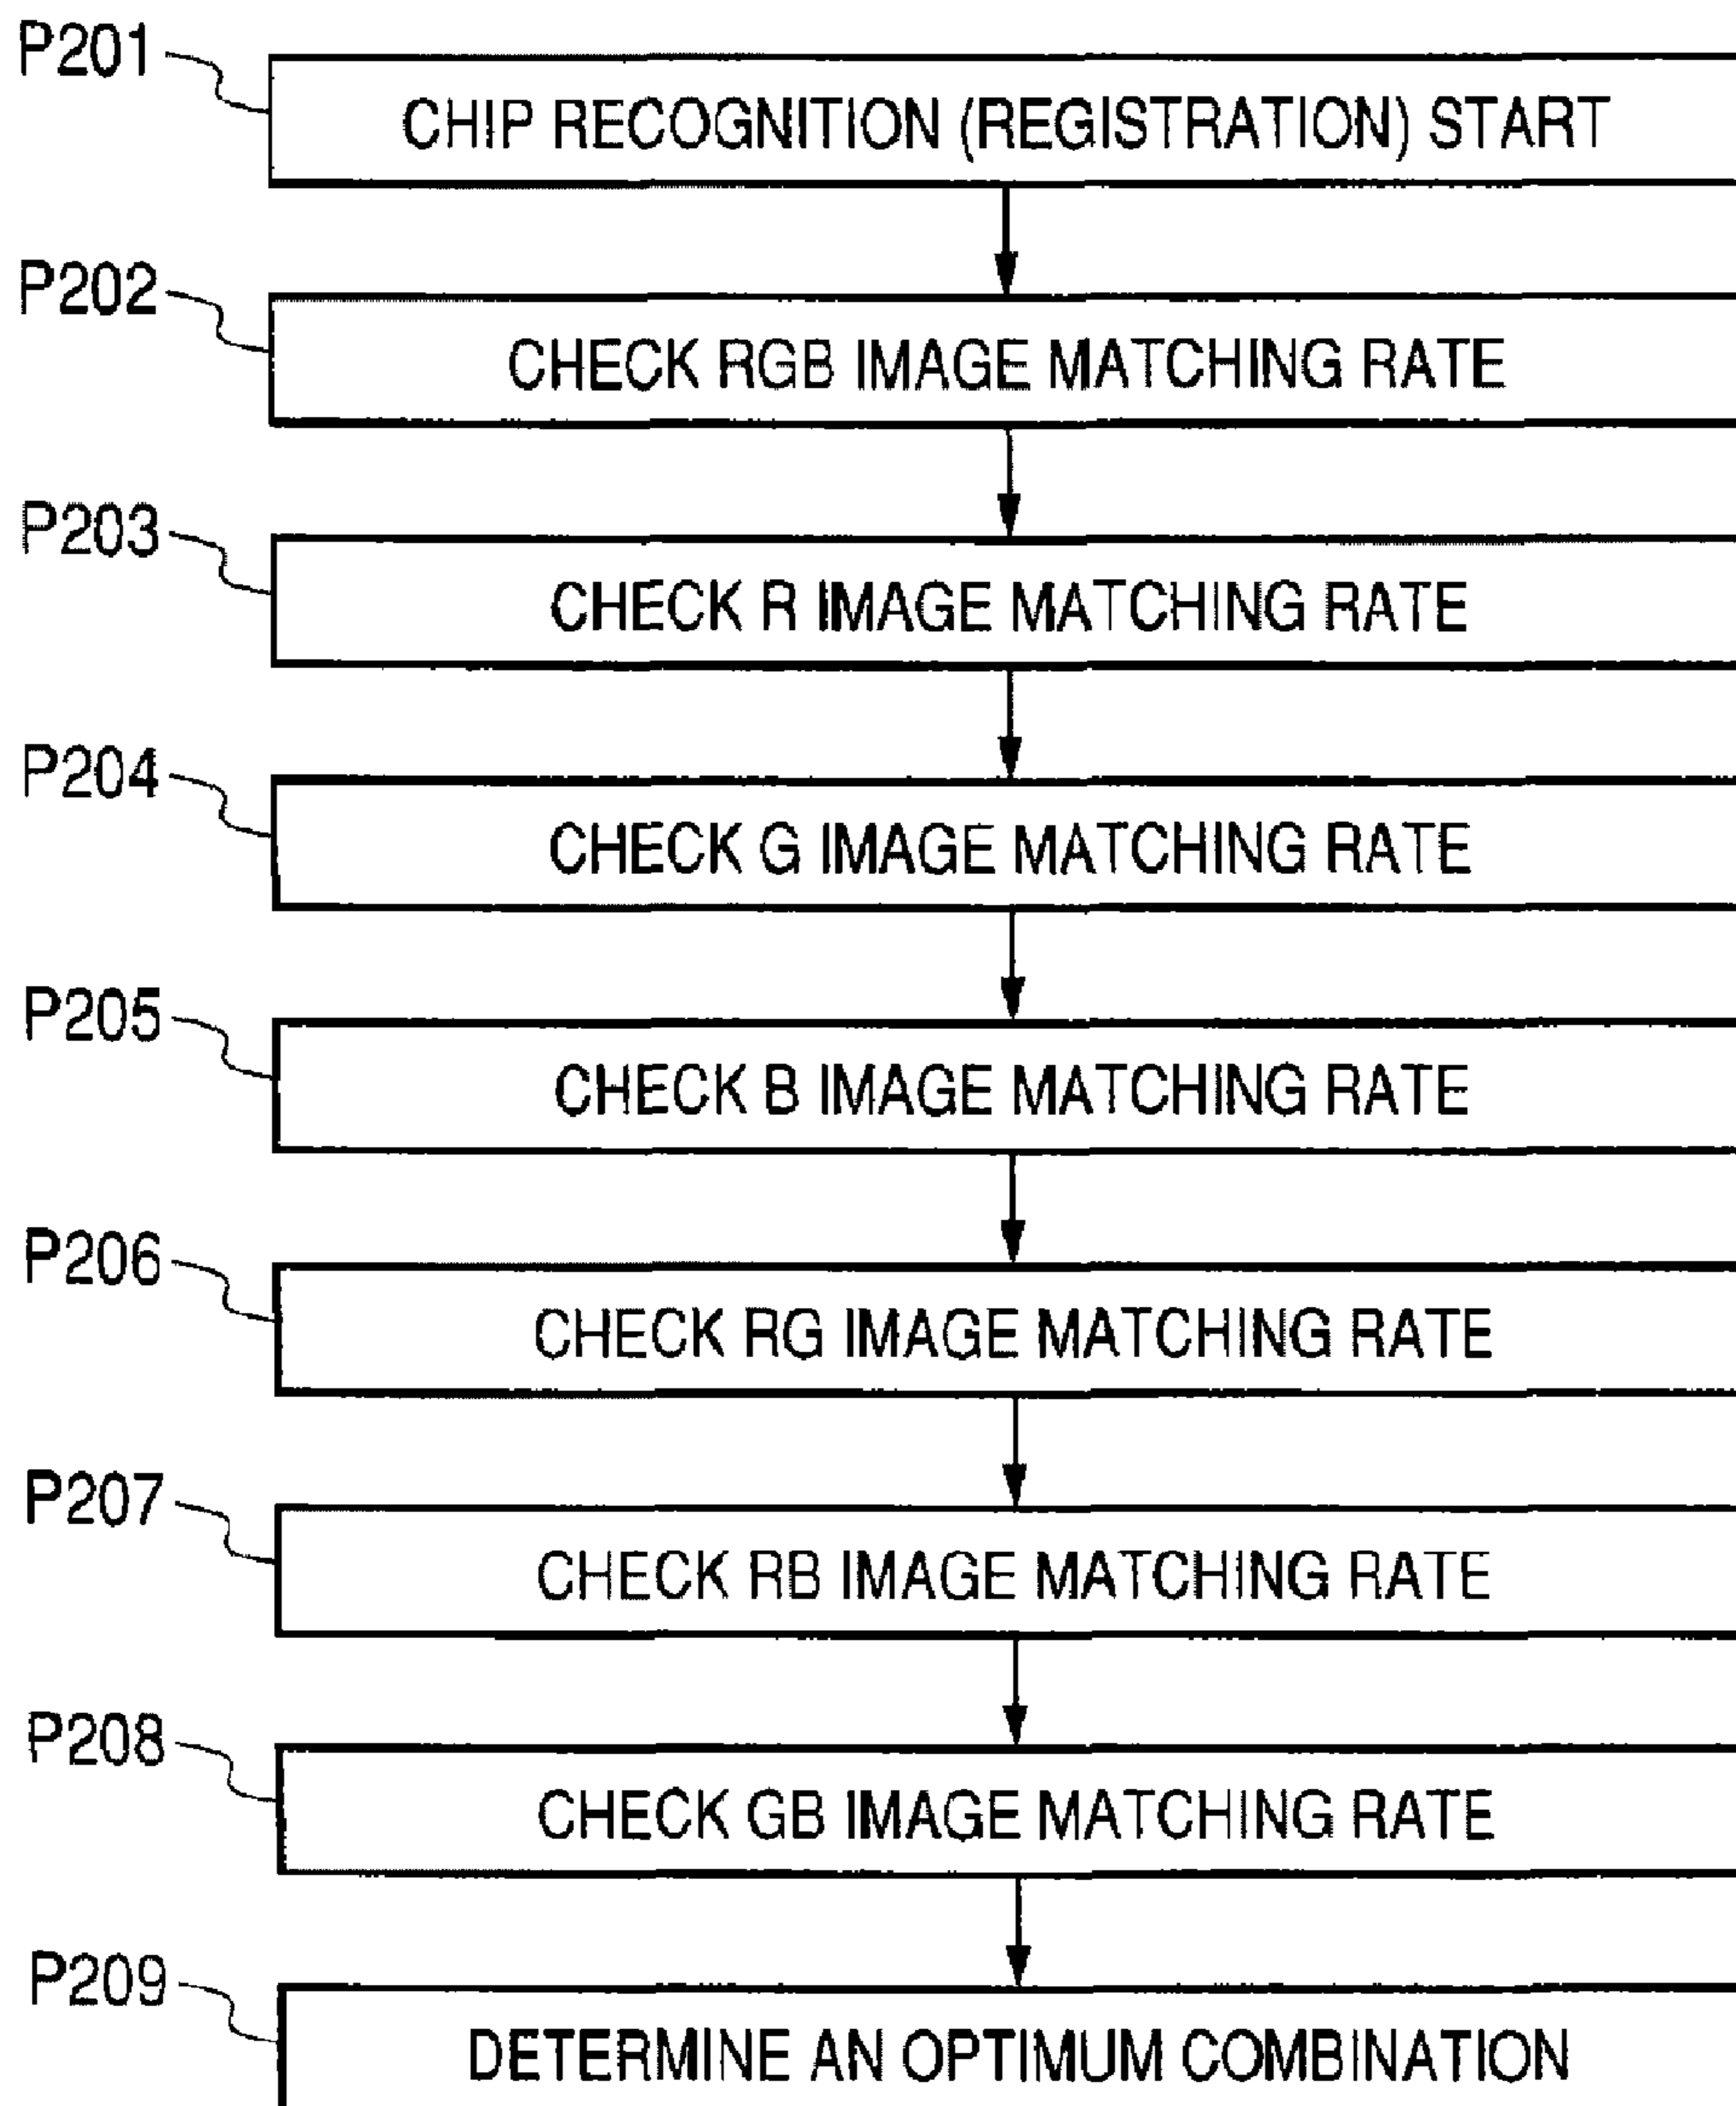 P201
CHIP RECOGNITION (REGISTRATION) START
P202
CHECK RGB IMAGE MATCHING RATE
P203
CHECK R IMAGE MATCHING RATE
P204
CHECK G IMAGE MATCHING RATE
P205
CHECK B IMAGE MATCHING RATE
P206
CHECK RG IMAGE MATCHING RATE
P207
CHECK RB IMAGE MATCHING RATE
P208
CHECK GB IMAGE MATCHING RATE
P209
DETERMINE AN OPTIMUM COMBINATION